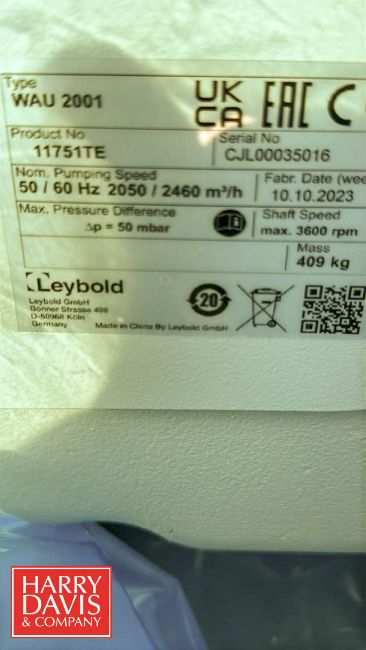 Type
WAU 2001
UK
CA
EAC
Product No
11751TE
Serial No
CJL00035016
Nom. Pumping Speed
50 / 60 Hz 2050 / 2460 m³/h
Fabr. Date (wee
10.10.2023
Max. Pressure Difference
Δp = 50 mbar
Shaft Speed
max. 3600 rpm
Mass
409 kg
Leybold
Leybold GmbH
Bonner Strasse 498
D-50968 Köln
Germany
Made in China By Leybold GmbH
20
HARRY
DAVIS
& COMPANY